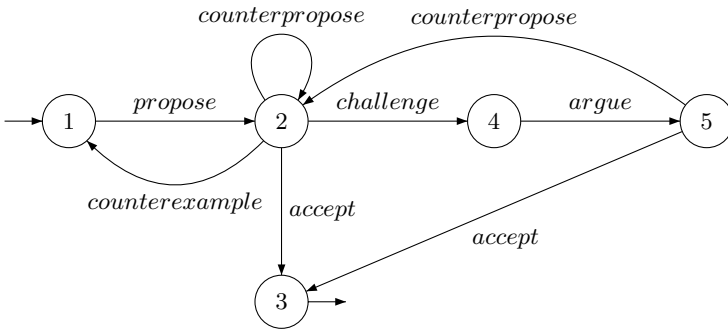 counterpropose
counterpropose
1
propose
2
challenge
4
argue
5
counterexample
accept
accept
3